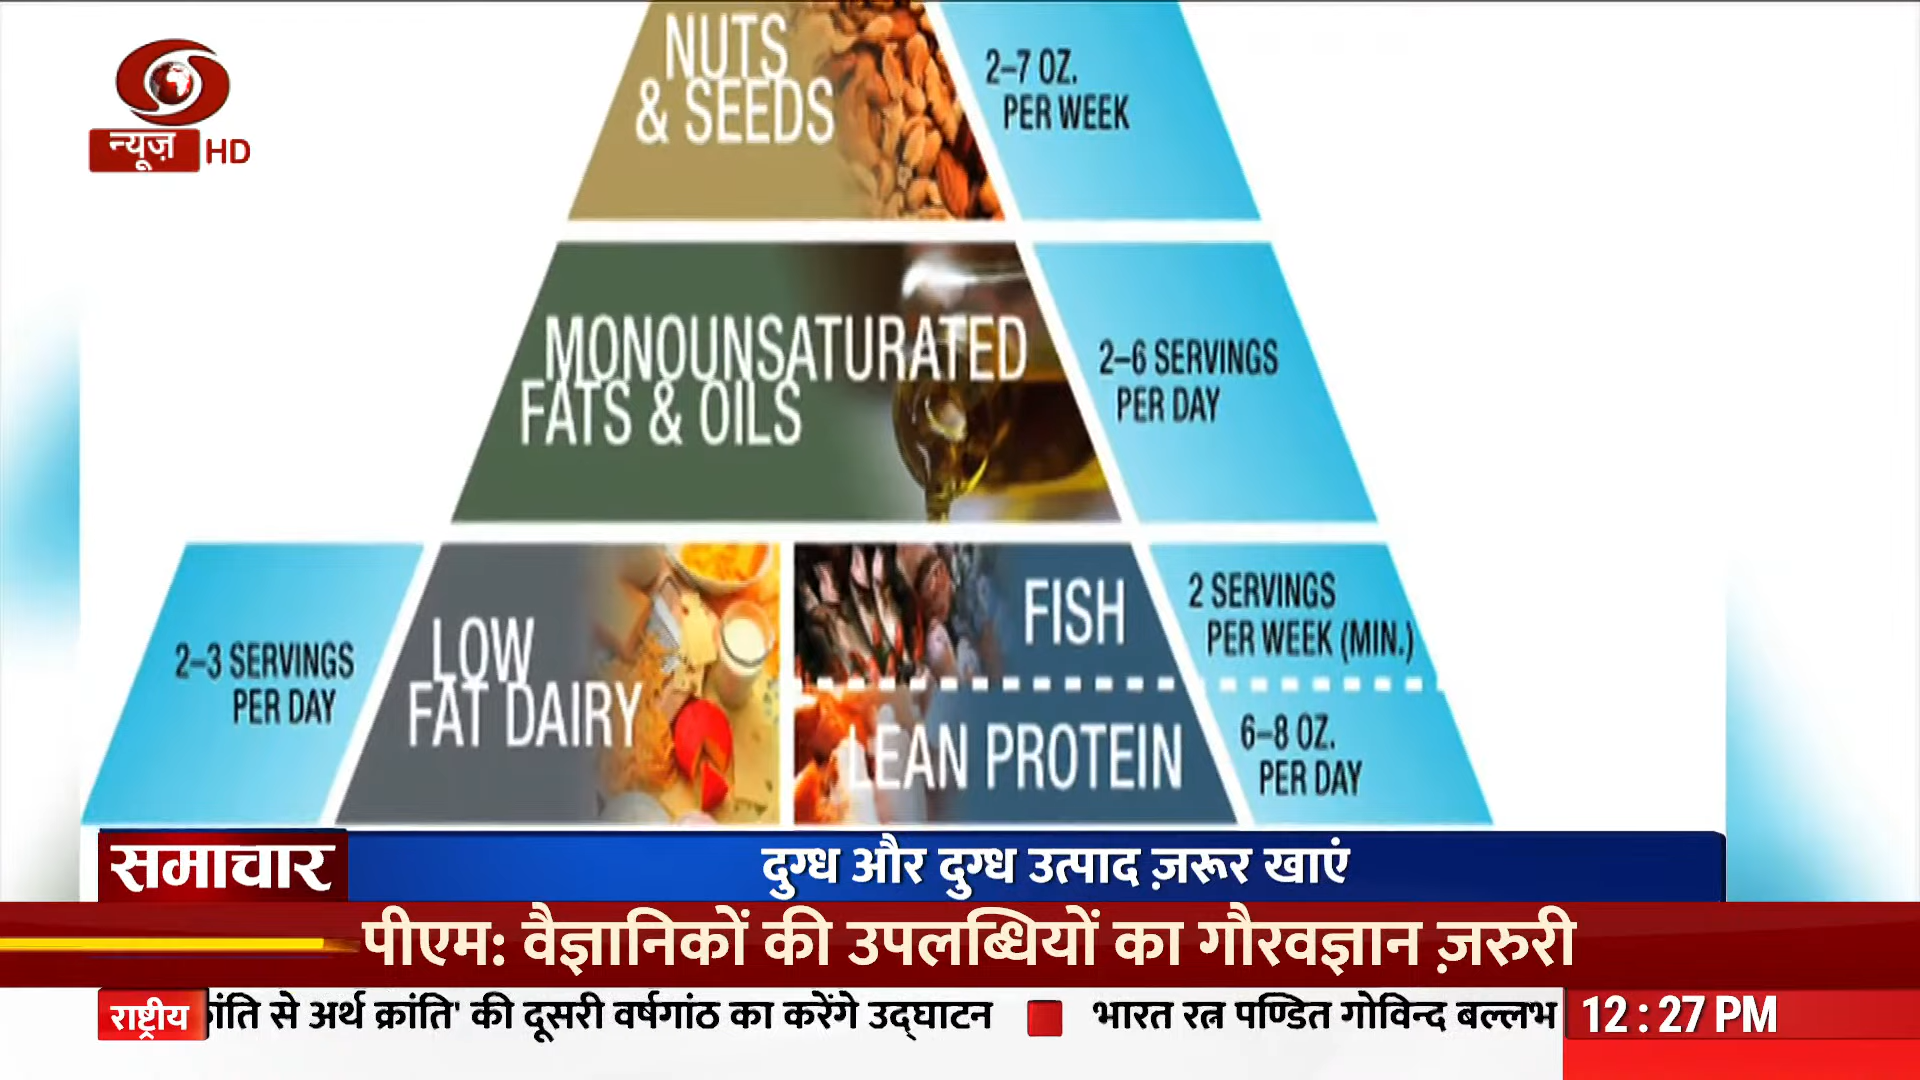 न्यूज़ HD
NUTS
& SEEDS
2–7 OZ.
PER WEEK
MONOUNSATURATED
FATS & OILS
2–6 SERVINGS
PER DAY
2–3 SERVINGS
PER DAY
LOW
FAT DAIRY
FISH
2 SERVINGS
PER WEEK (MIN.)
LEAN PROTEIN
6–8 OZ.
PER DAY
समाचार
दुग्ध और दुग्ध उत्पाद ज़रूर खाएं
पीएम: वैज्ञानिकों की उपलब्धियों का गौरवज्ञान ज़रुरी
राष्ट्रीय
से अर्थ क्रांति' की दूसरी वर्षगांठ का करेंगे उद्घाटन
भारत रत्न पण्डित गोविन्द बल्लभ
12 : 27 PM